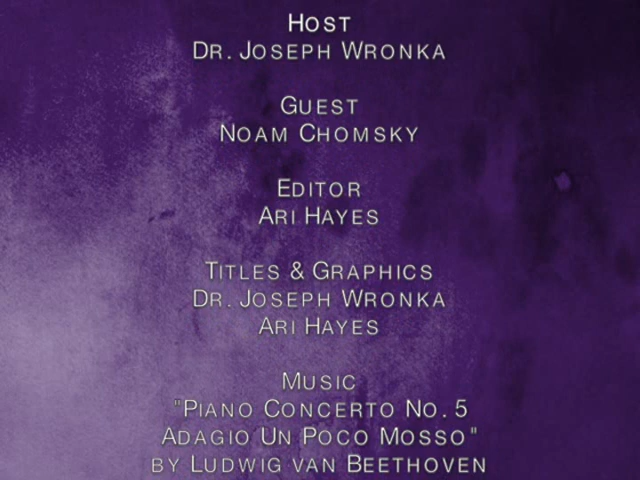 HOST
DR. JOSEPH WRONKA
GUEST
NOAM CHOMSKY
EDITOR
ARI HAYES
TITLES & GRAPHICS
DR. JOSEPH WRONKA
ARI HAYES
MUSIC
"PIANO CONCERTO NO. 5
ADAGIO UN POCO MOSSO"
BY LUDWIG VAN BEETHOVEN